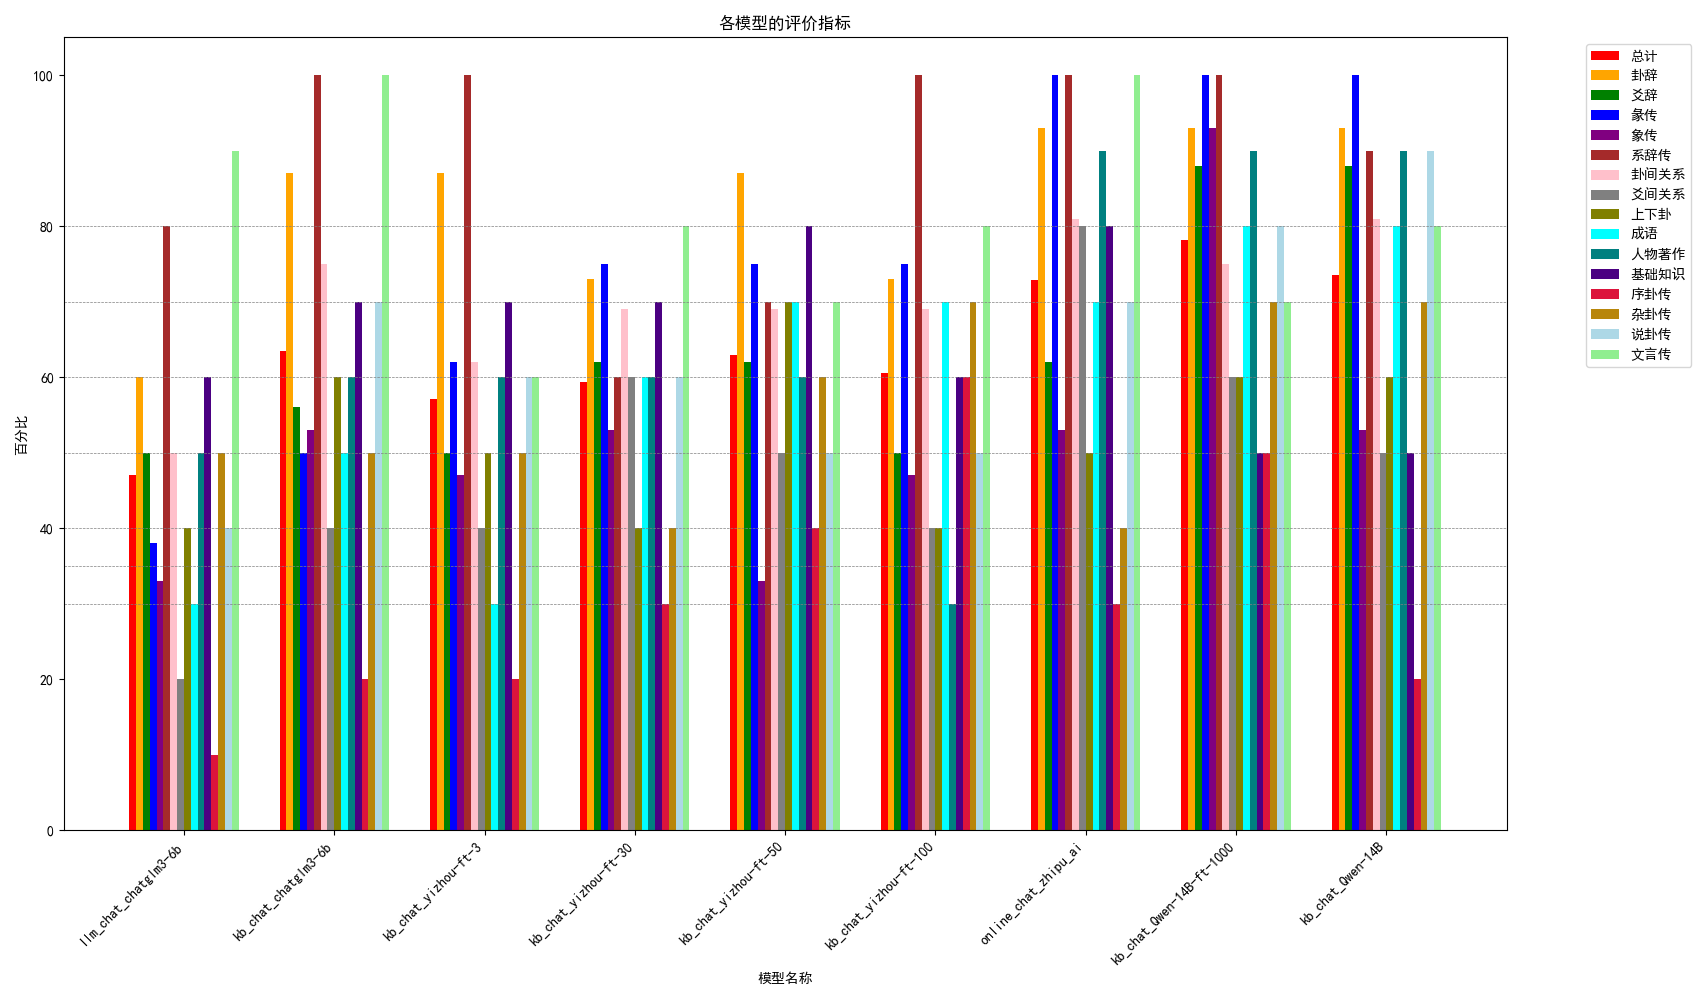 各模型的评价指标
总计
卦辞
爻辞
彖传
象传
系辞传
卦间关系
爻间关系
上下卦
成语
人物著作
基础知识
序卦传
杂卦传
说卦传
文言传
百分比
100
80
60
40
20
0
llm_chat_chatglm3-6b
kb_chat_chatglm3-6b
kb_chat_yizhou-ft-3
kb_chat_yizhou-ft-30
kb_chat_yizhou-ft-50
kb_chat_yizhou-ft-100
online_chat_zhipu_ai
kb_chat_Qwen-14B-ft-1000
kb_chat_Qwen-14B
模型名称